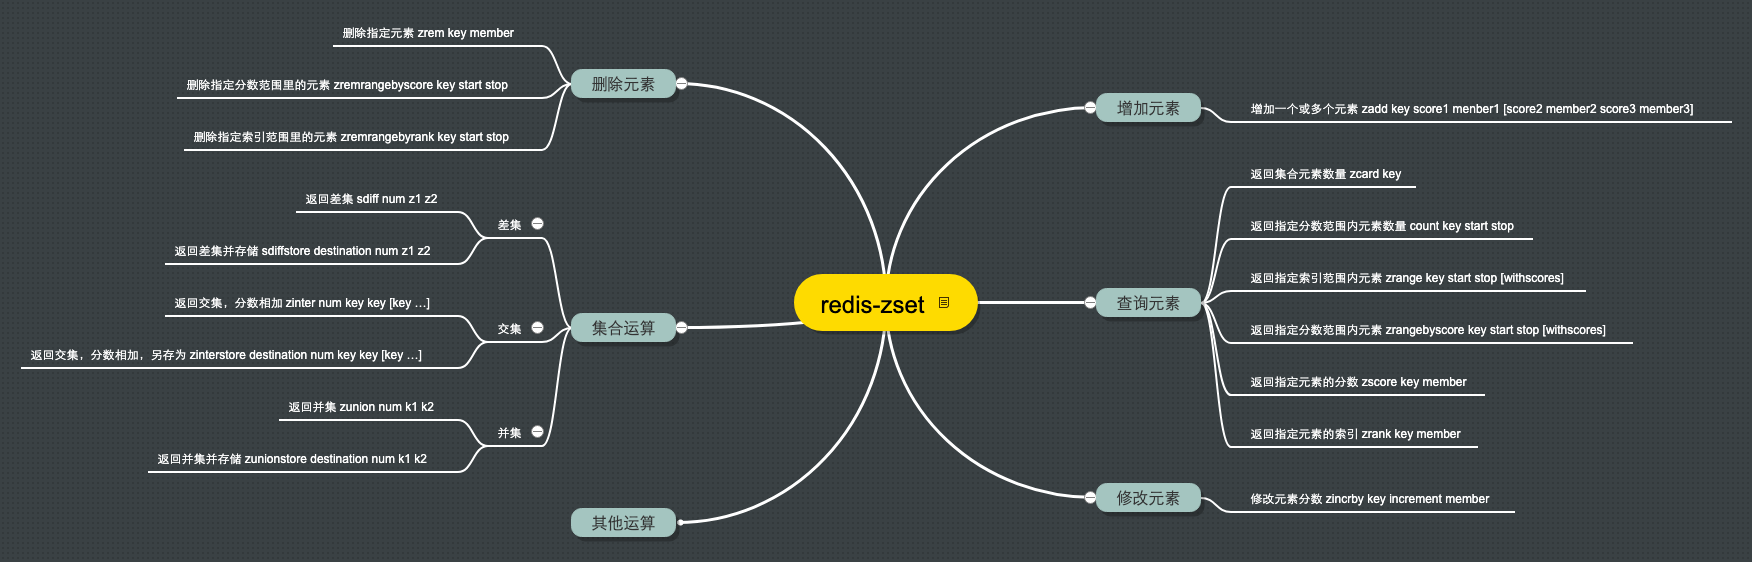 redis-zset
增加元素
增加一个或多个元素 zadd key score1 menber1 [score2 member2 score3 member3]
查询元素
返回集合元素数量 zcard key
返回指定分数范围内元素数量 count key start stop
返回指定索引范围内元素 zrange key start stop [withscores]
返回指定分数范围内元素 zrangebyscore key start stop [withscores]
返回指定元素的分数 zscore key member
返回指定元素的索引 zrank key member
修改元素
修改元素分数 zincrby key increment member
删除元素
删除指定元素 zrem key member
删除指定分数范围里的元素 zremrangebyscore key start stop
删除指定索引范围里的元素 zremrangebyrank key start stop
集合运算
差集
返回差集 sdiff num z1 z2
返回差集并存储 sdiffstore destination num z1 z2
交集
返回交集，分数相加 zinter num key key [key …]
返回交集，分数相加，另存为 zinterstore destination num key key [key …]
并集
返回并集 zunion num k1 k2
返回并集并存储 zunionstore destination num k1 k2
其他运算